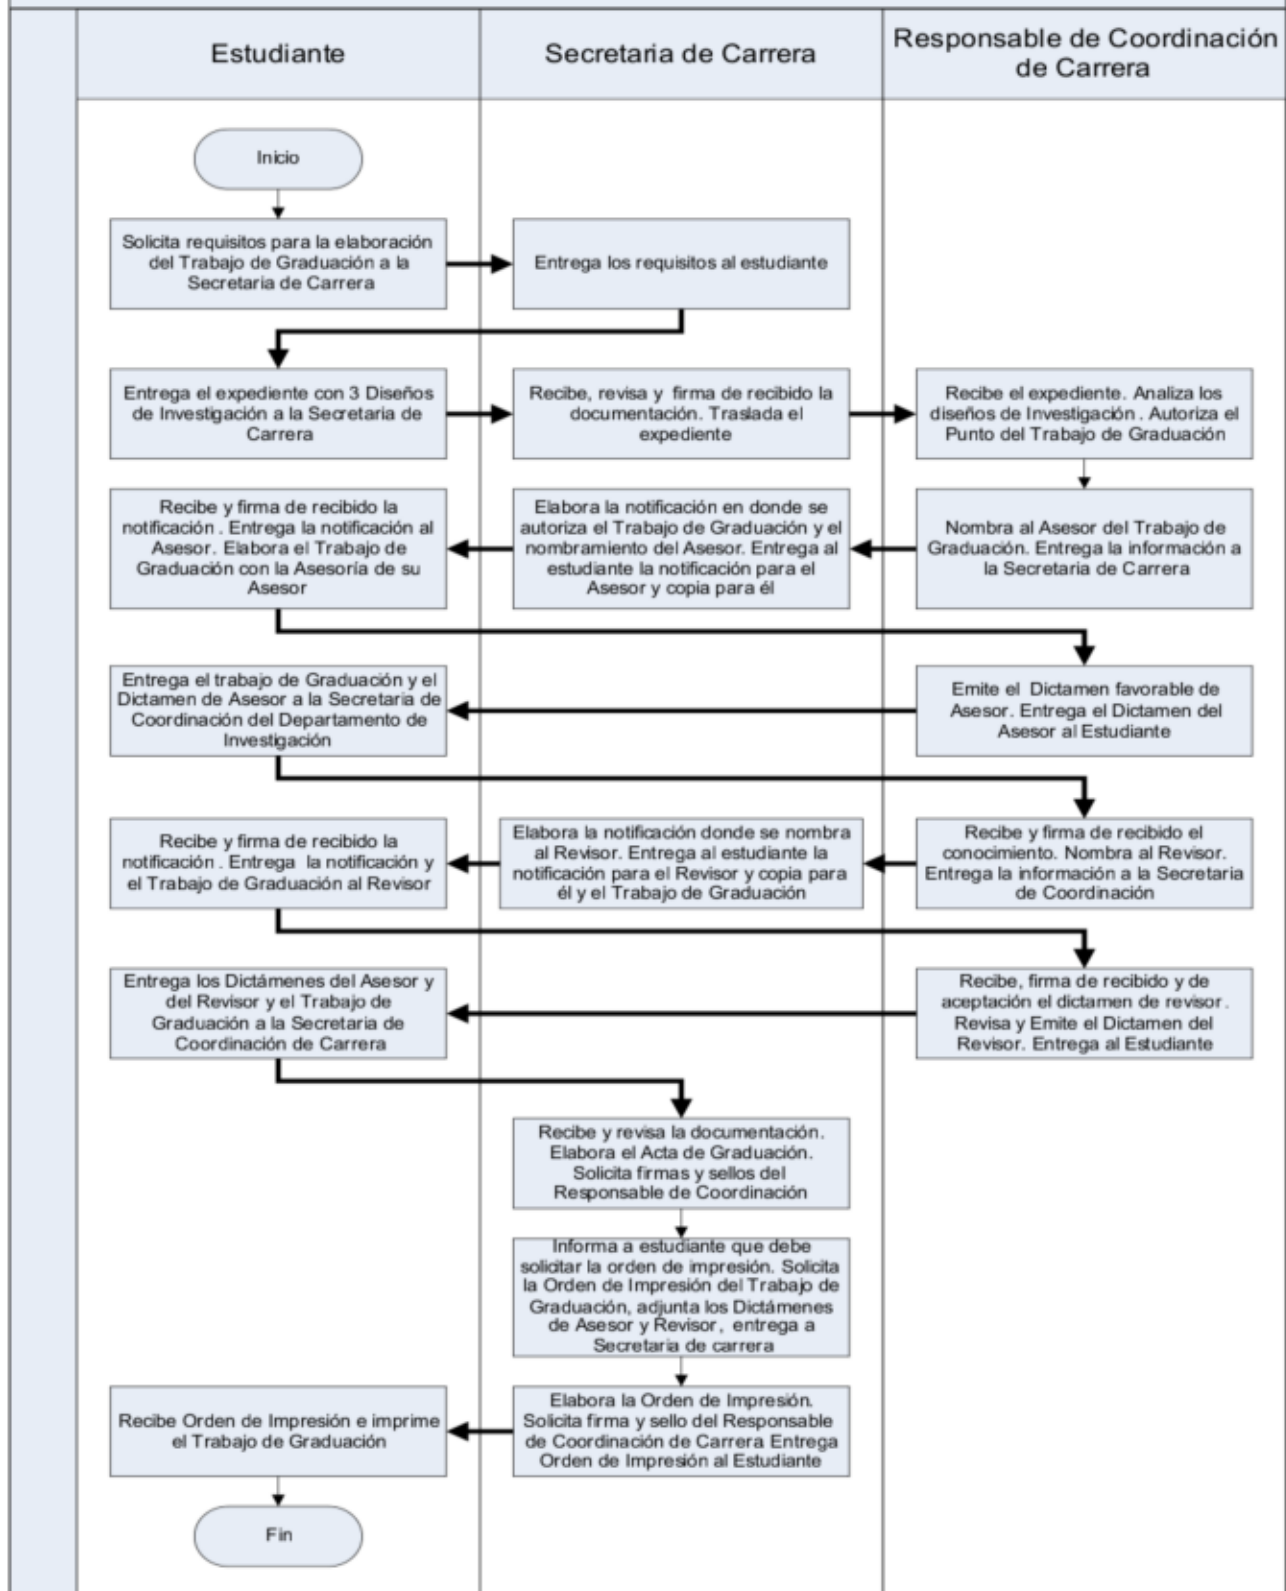 Estudiante
Secretaria de Carrera
Responsable de Coordinación
de Carrera
Inicio
Solicita requisitos para la elaboración
del Trabajo de Graduación a la
Secretaria de Carrera
Entrega los requisitos al estudiante
Entrega el expediente con 3 Diseños
de Investigación a la Secretaria de
Carrera
Recibe, revisa y firma de recibido la
documentación. Traslada el
expediente
Recibe el expediente. Analiza los
diseños de Investigación . Autoriza el
Punto del Trabajo de Graduación
Recibe y firma de recibido la
notificación . Entrega la notificación al
Asesor. Elabora el Trabajo de
Graduación con la Asesoría de su
Asesor
Elabora la notificación en donde se
autoriza el Trabajo de Graduación y el
nombramiento del Asesor. Entrega al
estudiante la notificación para el
Asesor y copia para él
Nombra al Asesor del Trabajo de
Graduación. Entrega la información a
la Secretaria de Carrera
Entrega el trabajo de Graduación y el
Dictamen de Asesor a la Secretaria de
Coordinación del Departamento de
Investigación
Emite el Dictamen favorable de
Asesor. Entrega el Dictamen del
Asesor al Estudiante
Recibe y firma de recibido la
notificación . Entrega la notificación y
el Trabajo de Graduación al Revisor
Elabora la notificación donde se nombra
al Revisor. Entrega al estudiante la
notificación para el Revisor y copia para
él y el Trabajo de Graduación
Recibe y firma de recibido el
conocimiento. Nombra al Revisor.
Entrega la información a la Secretaria
de Coordinación
Entrega los Dictámenes del Asesor y
del Revisor y el Trabajo de
Graduación a la Secretaria de
Coordinación de Carrera
Recibe, firma de recibido y de
aceptación el dictamen de revisor.
Revisa y Emite el Dictamen del
Revisor. Entrega al Estudiante
Recibe y revisa la documentación.
Elabora el Acta de Graduación.
Solicita firmas y sellos del
Responsable de Coordinación
Informa a estudiante que debe
solicitar la orden de impresión. Solicita
la Orden de Impresión del Trabajo de
Graduación, adjunta los Dictámenes
de Asesor y Revisor, entrega a
Secretaria de carrera
Recibe Orden de Impresión e imprime
el Trabajo de Graduación
Elabora la Orden de Impresión.
Solicita firma y sello del Responsable
de Coordinación de Carrera Entrega
Orden de Impresión al Estudiante
Fin